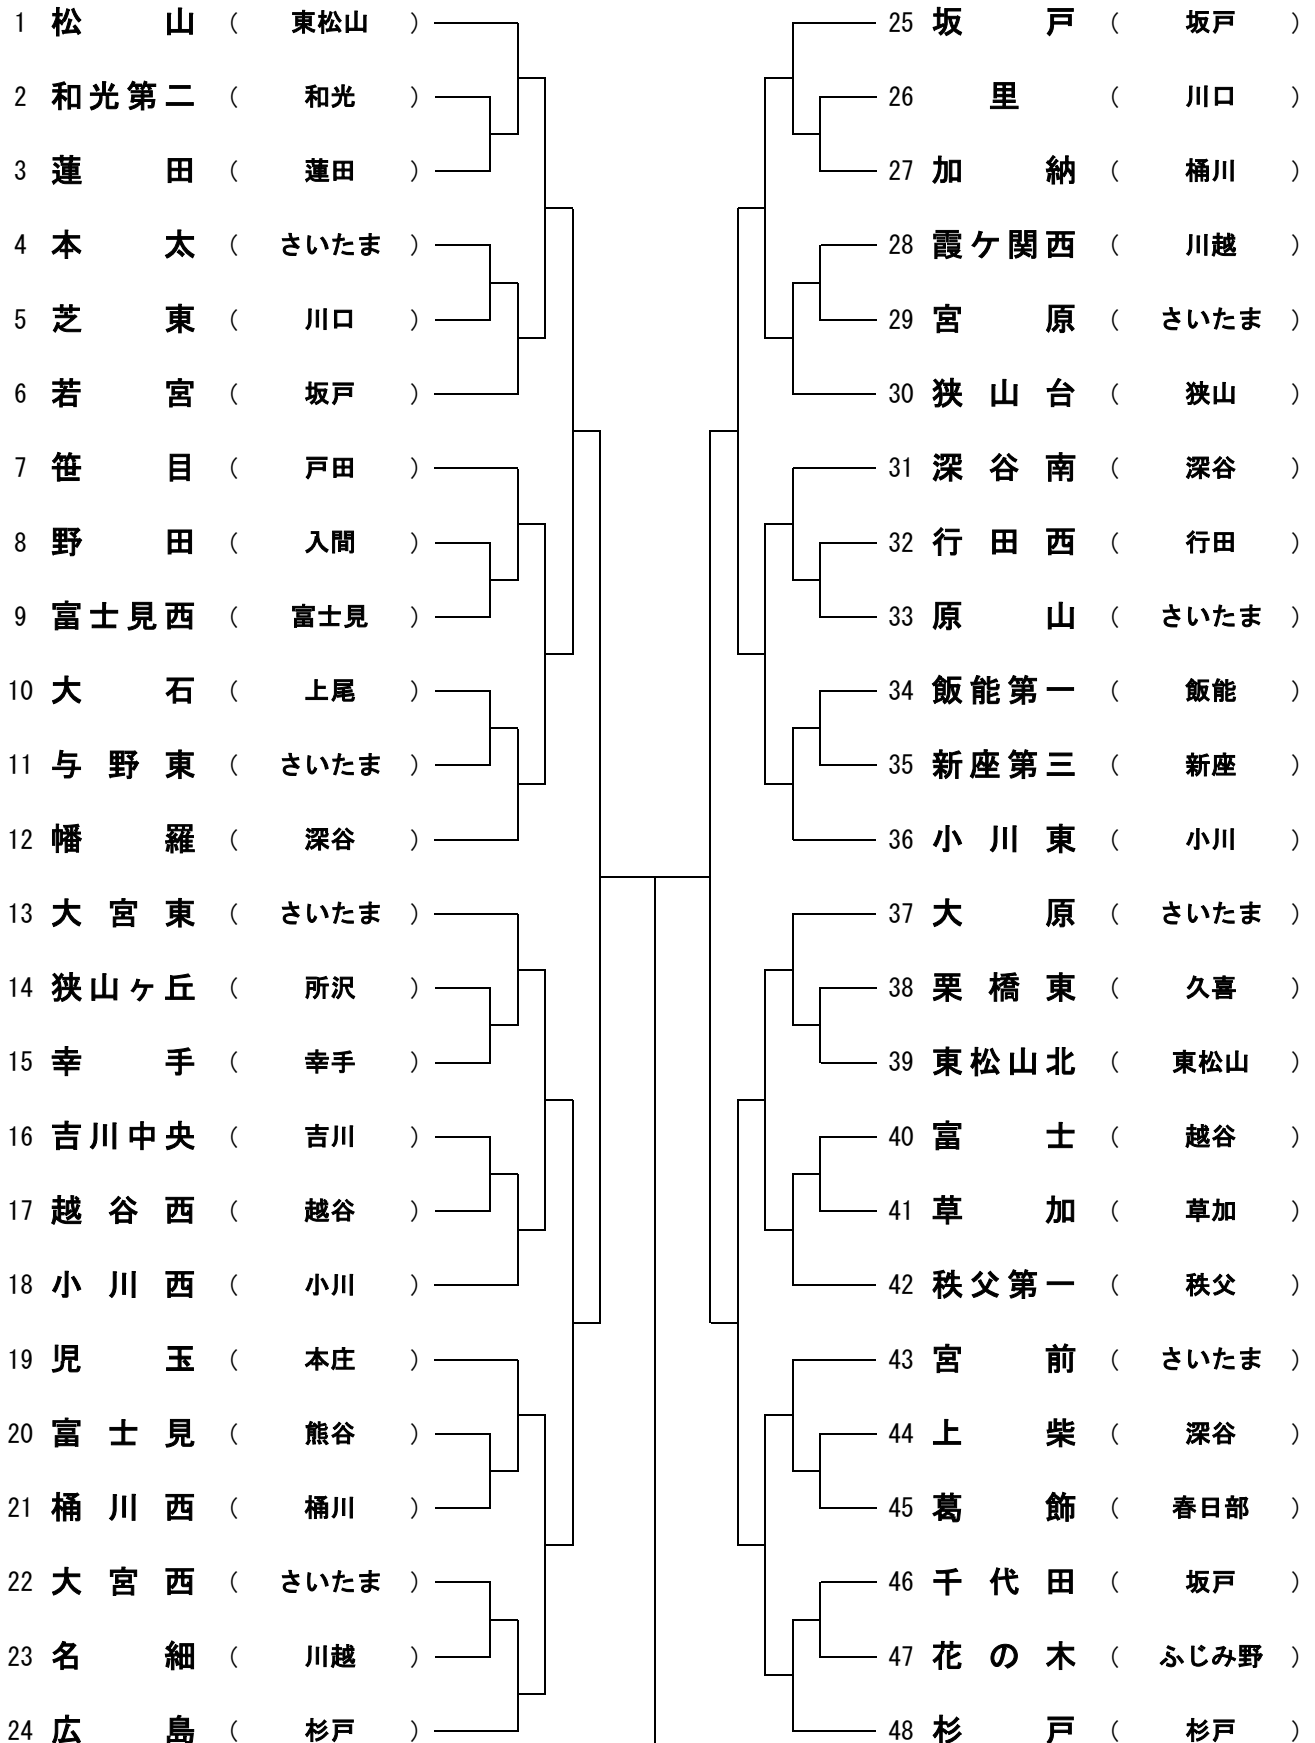 1 松山 ( 東松山 )
2 和光第二 ( 和光 )
3 蓮田 ( 蓮田 )
4 本太 ( さいたま )
5 芝東 ( 川口 )
6 若宮 ( 坂戸 )
7 笹目 ( 戸田 )
8 野田 ( 入間 )
9 富士見西 ( 富士見 )
10 大石 ( 上尾 )
11 与野東 ( さいたま )
12 幡羅 ( 深谷 )
13 大宮東 ( さいたま )
14 狭山ヶ丘 ( 所沢 )
15 幸手 ( 幸手 )
16 吉川中央 ( 吉川 )
17 越谷西 ( 越谷 )
18 小川西 ( 小川 )
19 児玉 ( 本庄 )
20 富士見 ( 熊谷 )
21 桶川西 ( 桶川 )
22 大宮西 ( さいたま )
23 名細 ( 川越 )
24 広島 ( 杉戸 )
25 坂戸 ( 坂戸 )
26 里 ( 川口 )
27 加納 ( 桶川 )
28 霞ケ関西 ( 川越 )
29 宮原 ( さいたま )
30 狭山台 ( 狭山 )
31 深谷南 ( 深谷 )
32 行田西 ( 行田 )
33 原山 ( さいたま )
34 飯能第一 ( 飯能 )
35 新座第三 ( 新座 )
36 小川東 ( 小川 )
37 大原 ( さいたま )
38 栗橋東 ( 久喜 )
39 東松山北 ( 東松山 )
40 富士 ( 越谷 )
41 草加 ( 草加 )
42 秩父第一 ( 秩父 )
43 宮前 ( さいたま )
44 上柴 ( 深谷 )
45 葛飾 ( 春日部 )
46 千代田 ( 坂戸 )
47 花の木 ( ふじみ野 )
48 杉戸 ( 杉戸 )